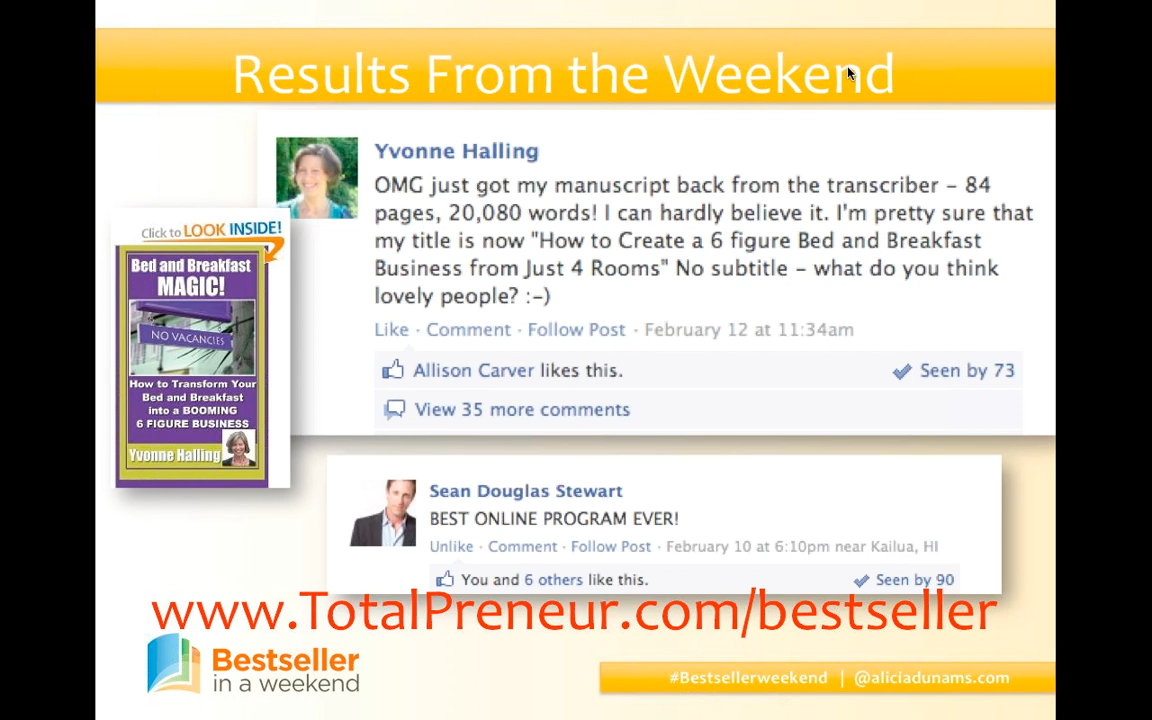 Results From the Weekend
Yvonne Halling
OMG just got my manuscript back from the transcriber - 84
pages, 20,080 words! I can hardly believe it. I'm pretty sure that
my title is now "How to Create a 6 figure Bed and Breakfast
Business from Just 4 Rooms" No subtitle - what do you think
lovely people? :-)
Like · Comment · Follow Post · February 12 at 11:34am
Allison Carver likes this.
Seen by 73
View 35 more comments
Click to LOOK INSIDE!
Bed and Breakfast
MAGIC!
NO VACANCIES
How to Transform Your
Bed and Breakfast
into a BOOMING
6 FIGURE BUSINESS
Yvonne Halling
Sean Douglas Stewart
BEST ONLINE PROGRAM EVER!
Unlike · Comment · Follow Post · February 10 at 6:10pm near Kailua, HI
You and 6 others like this.
Seen by 90
www.TotalPreneur.com/bestseller
Bestseller
in a weekend
#Bestsellerweekend | @aliciadunams.com